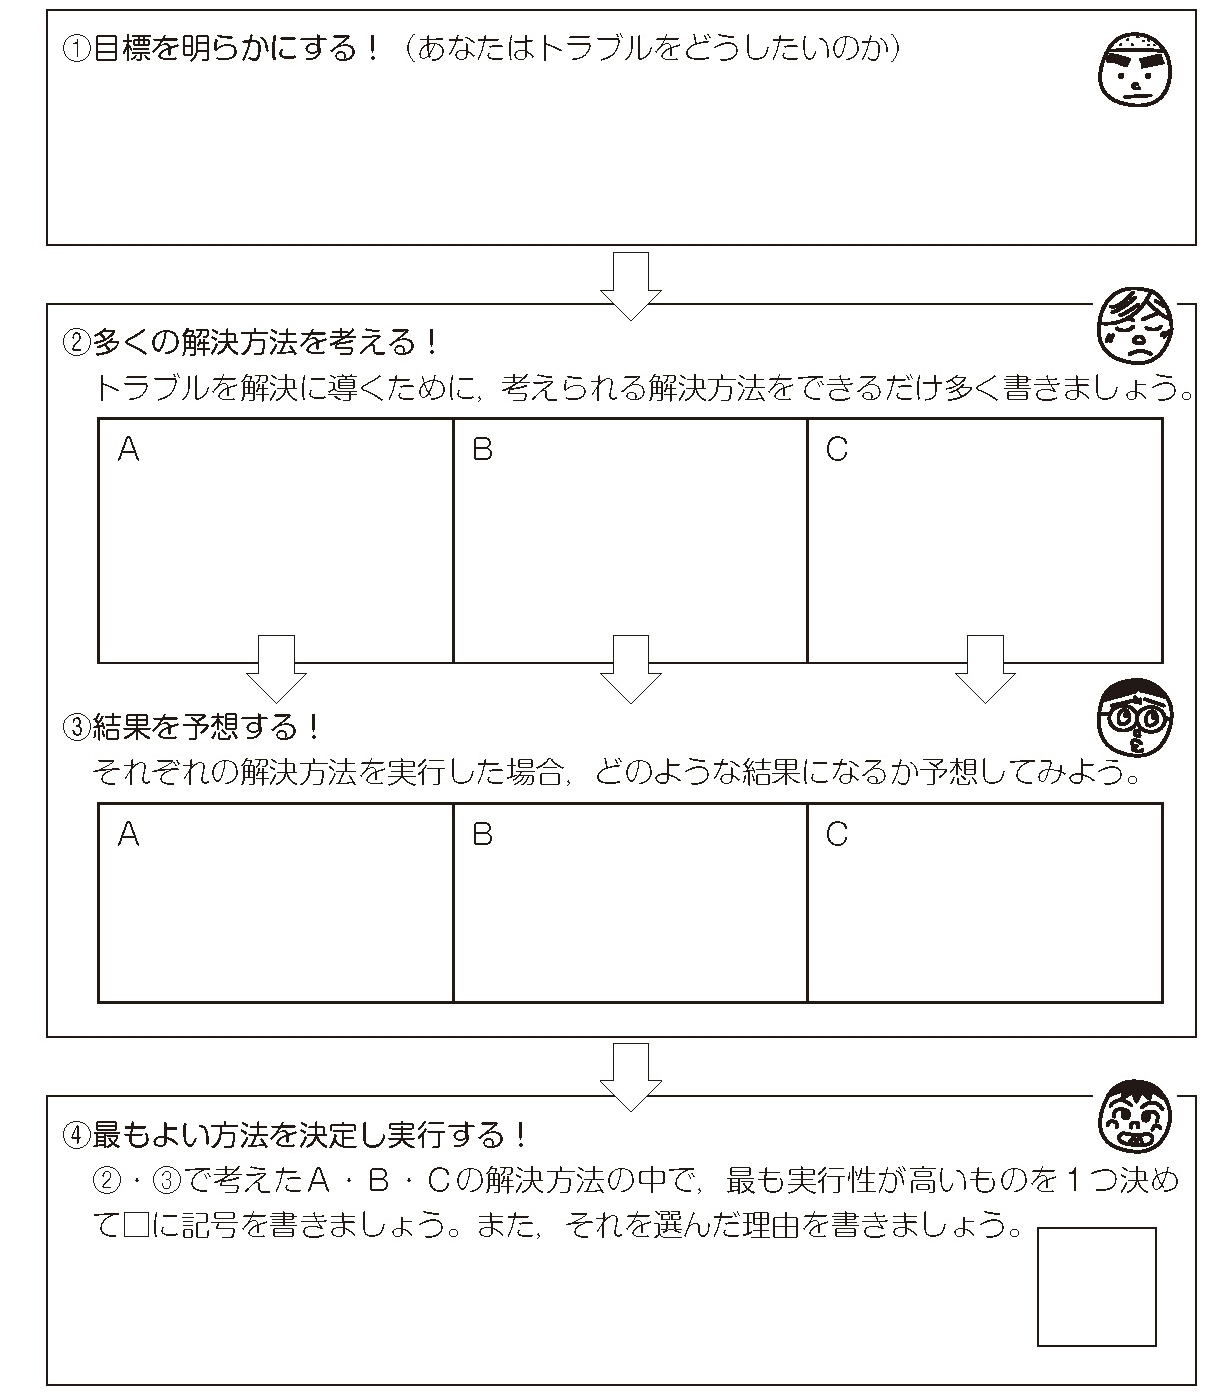 ①目標を明らかにする！（あなたはトラブルをどうしたいのか）
②多くの解決方法を考える！
トラブルを解決に導くために，考えられる解決方法をできるだけ多く書きましょう。
A
B
C
③結果を予想する！
それぞれの解決方法を実行した場合，どのような結果になるか予想してみよう。
A
B
C
④最もよい方法を決定し実行する！
②・③で考えたA・B・Cの解決方法の中で，最も実行性が高いものを１つ決め
て□に記号を書きましょう。また，それを選んだ理由を書きましょう。